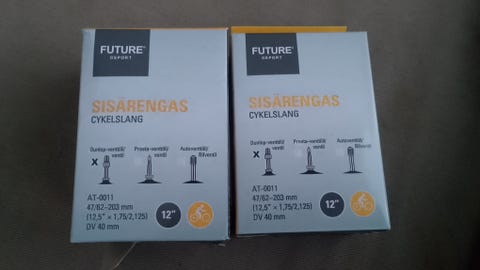 FUTURE®
DEPORT
SISÄRENGAS
CYKELSLANG
Dunlop-venttiili/
ventil
Presta-venttiili/
ventil
Autoventtiili/
Bilventil
X
AT-0011
47/62–203 mm
(12,5" × 1,75/2,125)
DV 40 mm
12"
FUTURE®
DEPORT
SISÄRENGAS
CYKELSLANG
Dunlop-venttiili/
ventil
Presta-venttiili/
ventil
Autoventtiili/
Bilventil
X
AT-0011
47/62–203 mm
(12,5" × 1,75/2,125)
DV 40 mm
12"